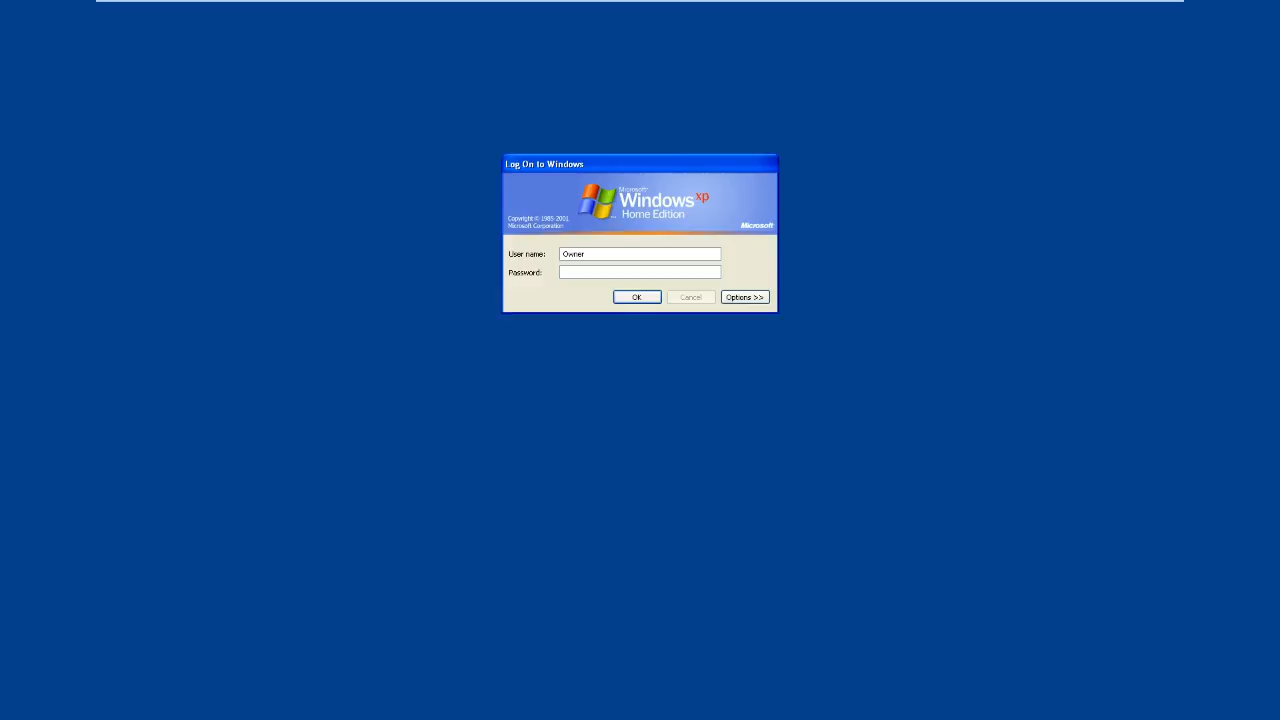 Log On to Windows
Microsoft
Windows xp
Home Edition
Copyright © 1985-2001
Microsoft Corporation
Microsoft
User name: Owner
Password:
OK Cancel Options >>